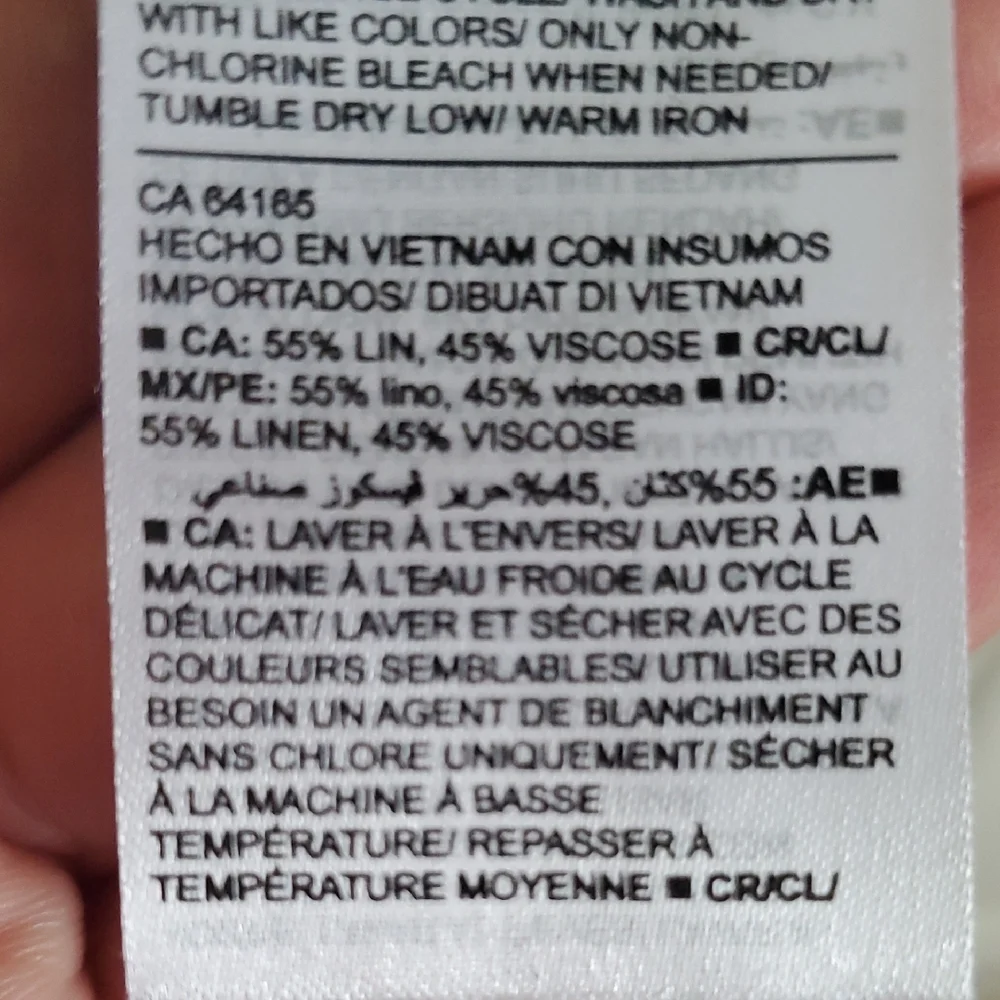 WITH LIKE COLORS/ ONLY NON-
CHLORINE BLEACH WHEN NEEDED/
TUMBLE DRY LOW/ WARM IRON
CA 64165
HECHO EN VIETNAM CON INSUMOS
IMPORTADOS/ DIBUAT DI VIETNAM
■ CA: 55% LIN, 45% VISCOSE ■ CR/CL/
MX/PE: 55% lino, 45% viscosa ■ ID:
55% LINEN, 45% VISCOSE
■AE: 55%كتان, 45%حرير فيسكوز صناعي
■ CA: LAVER À L'ENVERS/ LAVER À LA
MACHINE À L'EAU FROIDE AU CYCLE
DÉLICAT/ LAVER ET SÉCHER AVEC DES
COULEURS SEMBLABLES/ UTILISER AU
BESOIN UN AGENT DE BLANCHIMENT
SANS CHLORE UNIQUEMENT/ SÉCHER
À LA MACHINE À BASSE
TEMPÉRATURE/ REPASSER À
TEMPÉRATURE MOYENNE ■ CR/CL/